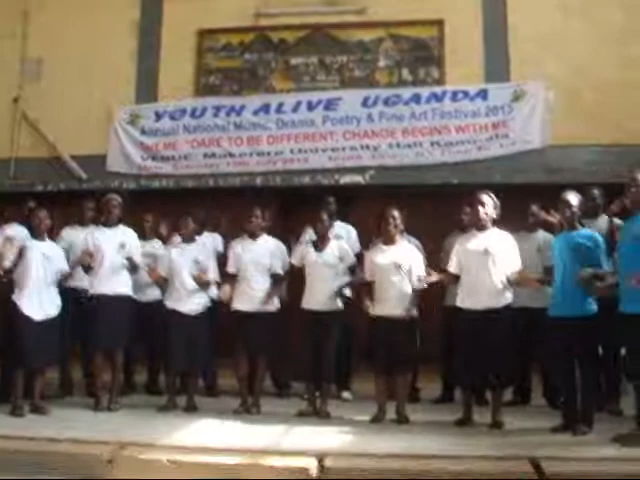 YOUTH ALIVE UGANDA
Annual National Music, Drama, Poetry & Fine Art Festival 2013
THEME "DARE TO BE DIFFERENT; CHANGE BEGINS WITH ME"
VENUE: Makerere University Hall Kampala